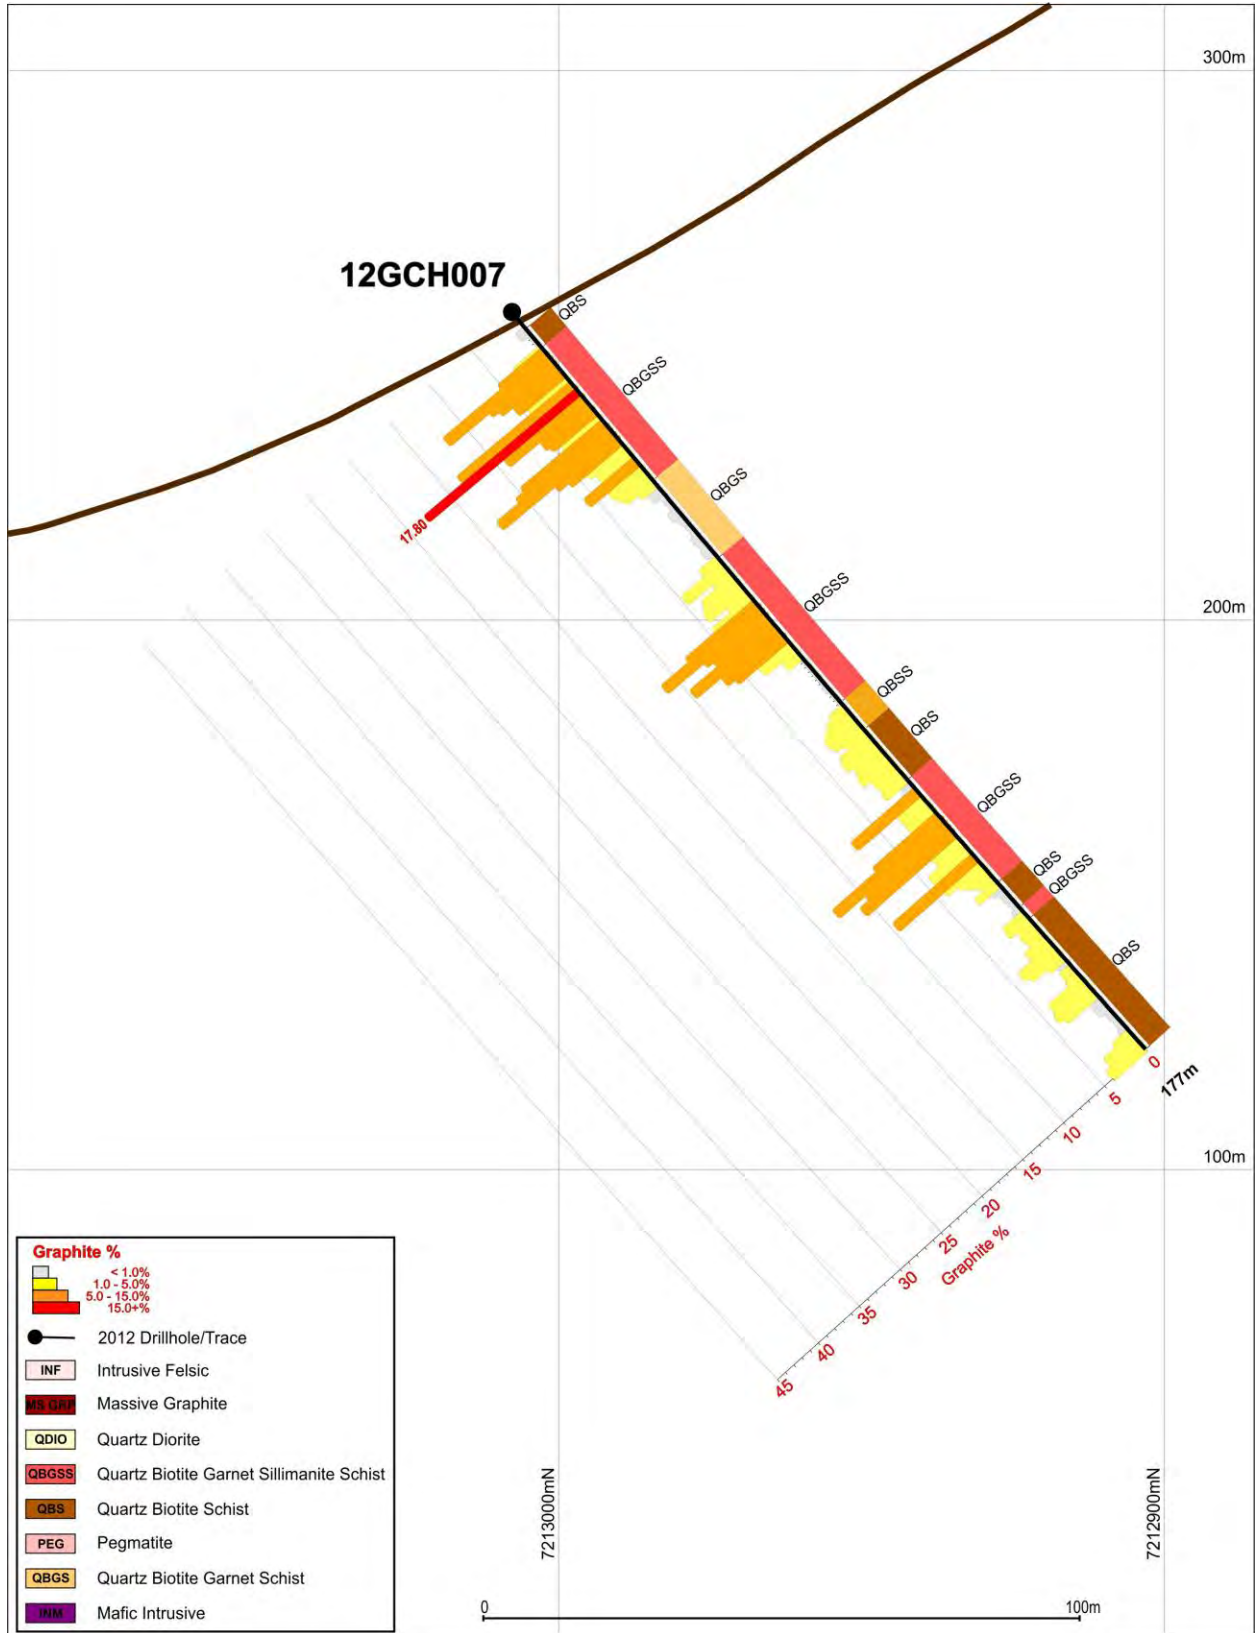 300m
12GCH007
QBS
QBGSS
17.80
QBGS
200m
QBGSS
QBSS
QBS
QBGSS
QBS
QBGSS
QBS
0
177m
5
10
100m
15
20
25
Graphite %
30
35
40
45
Graphite %
< 1.0%
1.0 - 5.0%
5.0 - 15.0%
15.0+%
2012 Drillhole/Trace
INF Intrusive Felsic
MS GRP Massive Graphite
QDIO Quartz Diorite
QBGSS Quartz Biotite Garnet Sillimanite Schist
QBS Quartz Biotite Schist
PEG Pegmatite
QBGS Quartz Biotite Garnet Schist
INM Mafic Intrusive
7213000mN
7212900mN
0
100m